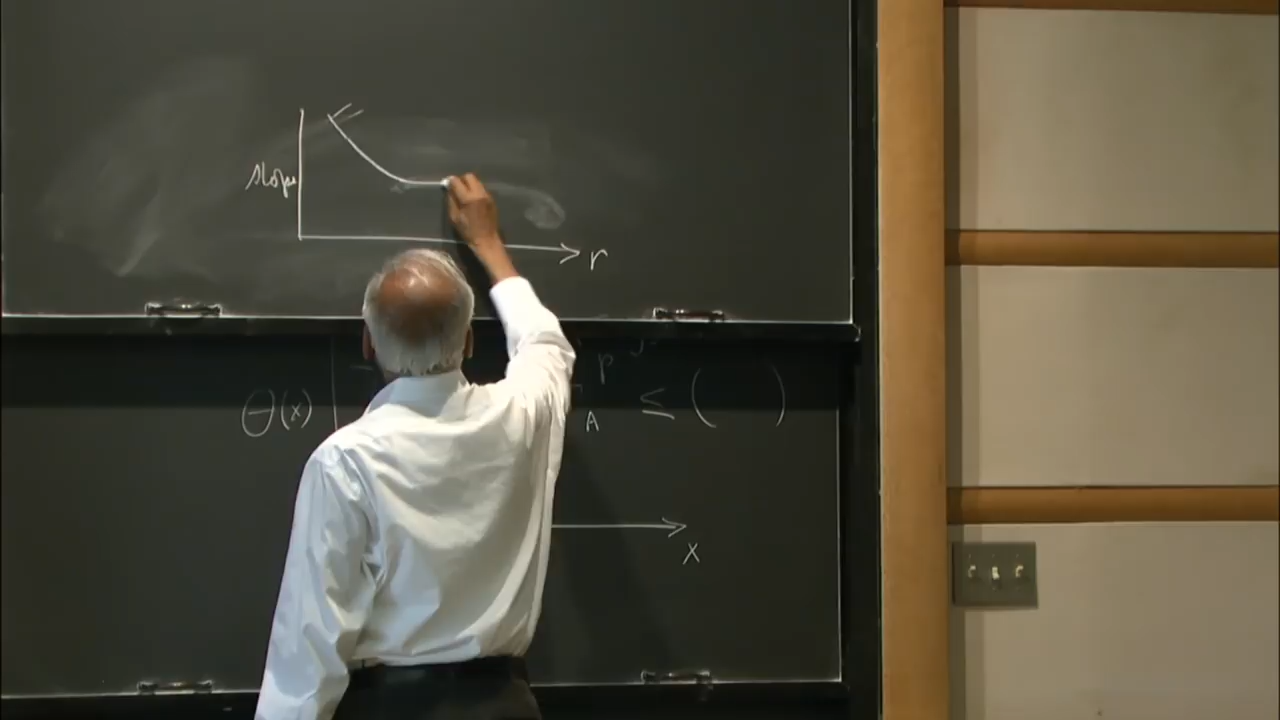 slope
r
p
θ(x) A ≤ ( )
x